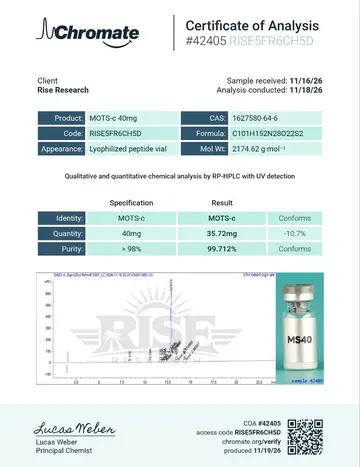 Chromate
Certificate of Analysis
#42405 RISE5FR6CH5D
Client
Rise Research
Sample received: 11/16/26
Analysis conducted: 11/18/26
Product: MOTS-c 40mg CAS: 1627580-64-6
Code: RISE5FR6CH5D Formula: C101H152N28O22S2
Appearance: Lyophilized peptide vial Mol Wt: 2174.62 g·mol⁻¹
Qualitative and quantitative chemical analysis by RP-HPLC with UV detection
Specification Result
Identity: MOTS-c MOTS-c Conforms
Quantity: 40mg 35.72mg -10.7%
Purity: > 98% 99.712% Conforms
chromatogram
RISE
MS40
sample 42405
Lucas Weber
Lucas Weber
Principal Chemist
COA #42405
access code RISE5FR6CH5D
chromate.org/verify
produced 11/19/26